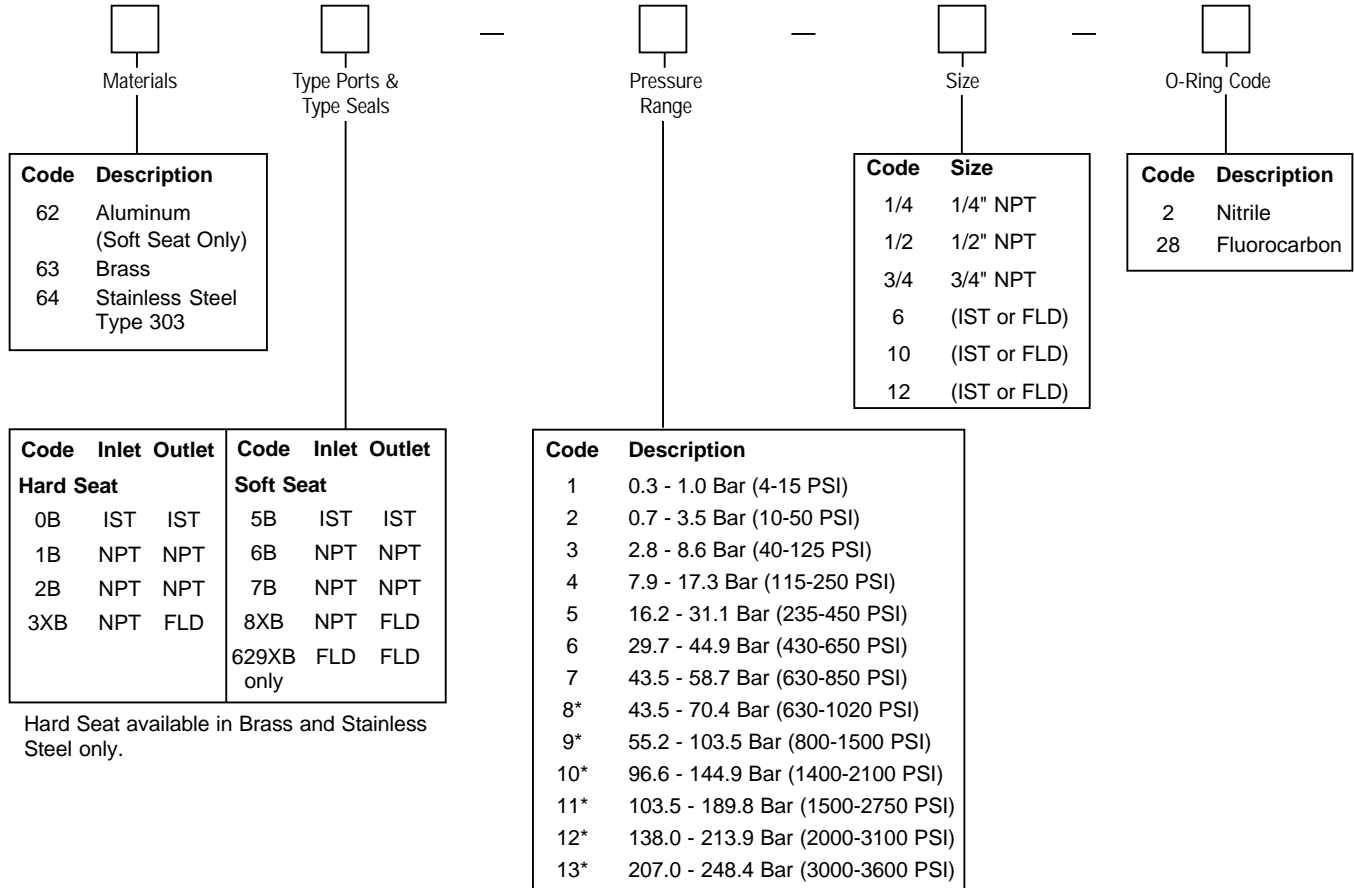 — — —
Materials
Type Ports &
Type Seals
Pressure
Range
Size
O-Ring Code
Code Description
62 Aluminum
(Soft Seat Only)
63 Brass
64 Stainless Steel
Type 303
Code Size
1/4 1/4" NPT
1/2 1/2" NPT
3/4 3/4" NPT
6 (IST or FLD)
10 (IST or FLD)
12 (IST or FLD)
Code Description
2 Nitrile
28 Fluorocarbon
Code Inlet Outlet
Hard Seat
0B IST IST
1B NPT NPT
2B NPT NPT
3XB NPT FLD
Code Inlet Outlet
Soft Seat
5B IST IST
6B NPT NPT
7B NPT NPT
8XB NPT FLD
629XB FLD FLD
only
Hard Seat available in Brass and Stainless
Steel only.
Code Description
1 0.3 - 1.0 Bar (4-15 PSI)
2 0.7 - 3.5 Bar (10-50 PSI)
3 2.8 - 8.6 Bar (40-125 PSI)
4 7.9 - 17.3 Bar (115-250 PSI)
5 16.2 - 31.1 Bar (235-450 PSI)
6 29.7 - 44.9 Bar (430-650 PSI)
7 43.5 - 58.7 Bar (630-850 PSI)
8* 43.5 - 70.4 Bar (630-1020 PSI)
9* 55.2 - 103.5 Bar (800-1500 PSI)
10* 96.6 - 144.9 Bar (1400-2100 PSI)
11* 103.5 - 189.8 Bar (1500-2750 PSI)
12* 138.0 - 213.9 Bar (2000-3100 PSI)
13* 207.0 - 248.4 Bar (3000-3600 PSI)